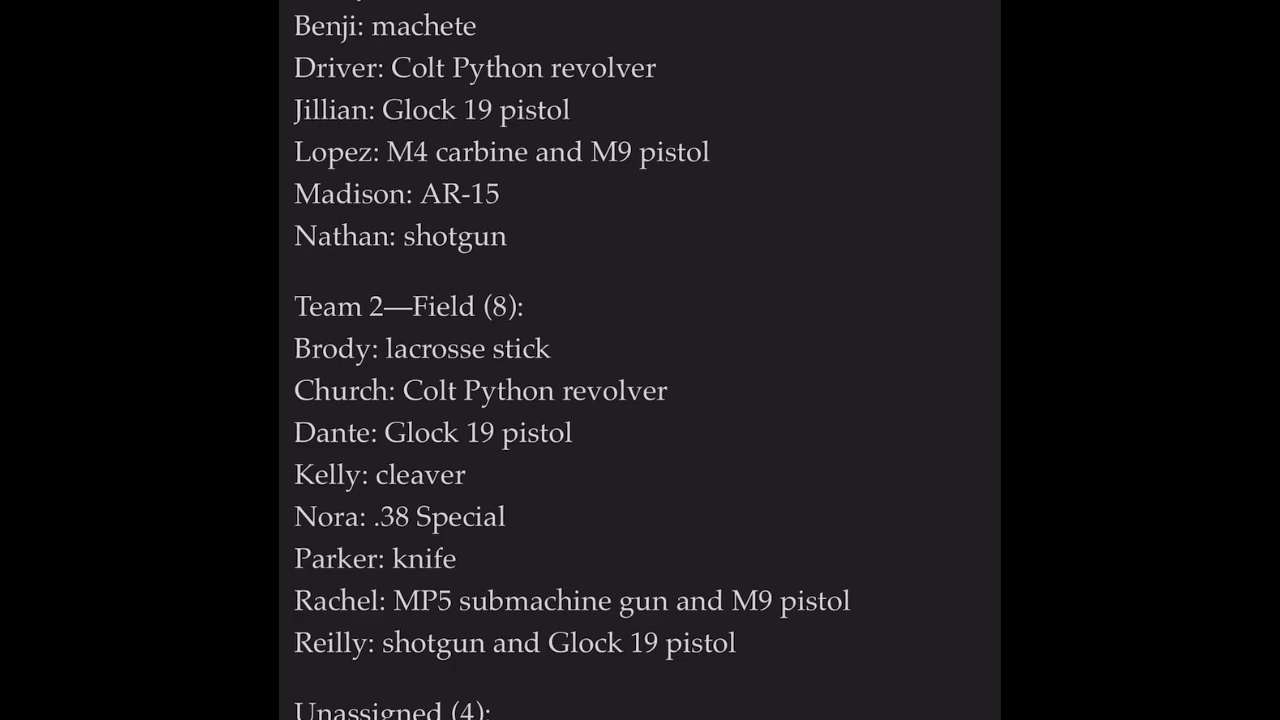 Benji: machete
Driver: Colt Python revolver
Jillian: Glock 19 pistol
Lopez: M4 carbine and M9 pistol
Madison: AR-15
Nathan: shotgun
Team 2—Field (8):
Brody: lacrosse stick
Church: Colt Python revolver
Dante: Glock 19 pistol
Kelly: cleaver
Nora: .38 Special
Parker: knife
Rachel: MP5 submachine gun and M9 pistol
Reilly: shotgun and Glock 19 pistol
Unassigned (4):